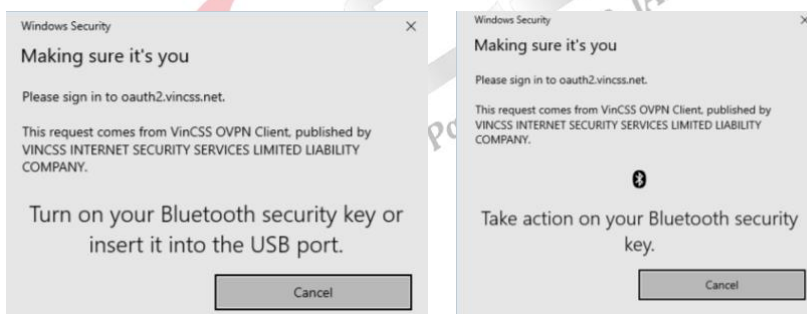 Windows Security
Making sure it's you
Please sign in to oauth2.vincss.net.
This request comes from VinCSS OVPN Client, published by
VINCSS INTERNET SECURITY SERVICES LIMITED LIABILITY
COMPANY.
Turn on your Bluetooth security key or
insert it into the USB port.
Cancel
Windows Security
Making sure it's you
Please sign in to oauth2.vincss.net.
This request comes from VinCSS OVPN Client, published by
VINCSS INTERNET SECURITY SERVICES LIMITED LIABILITY
COMPANY.
Take action on your Bluetooth security
key.
Cancel